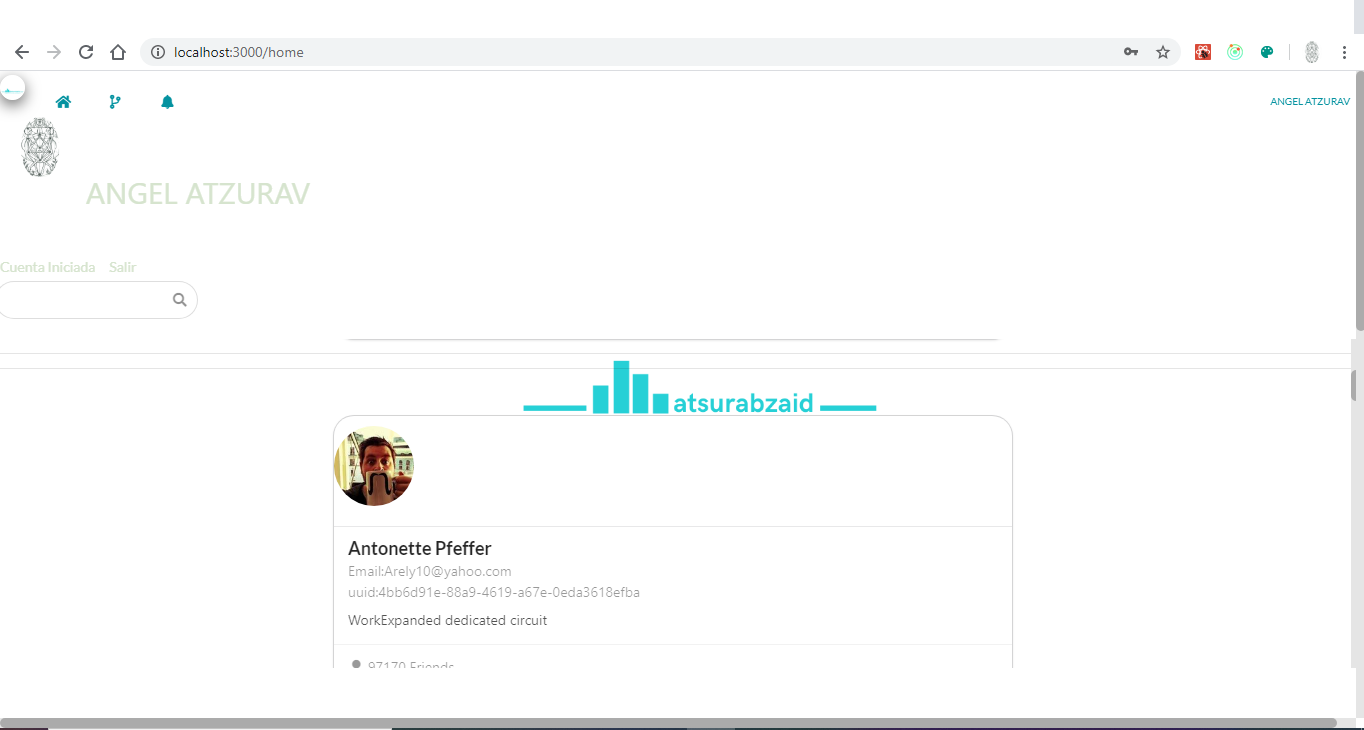 localhost:3000/home
ANGEL ATZURAV
ANGEL ATZURAV
Cuenta Iniciada Salir
atsurabzaid
Antonette Pfeffer
Email:Arely10@yahoo.com
uuid:4bb6d91e-88a9-4619-a67e-0eda3618efba
WorkExpanded dedicated circuit
97170 Friends